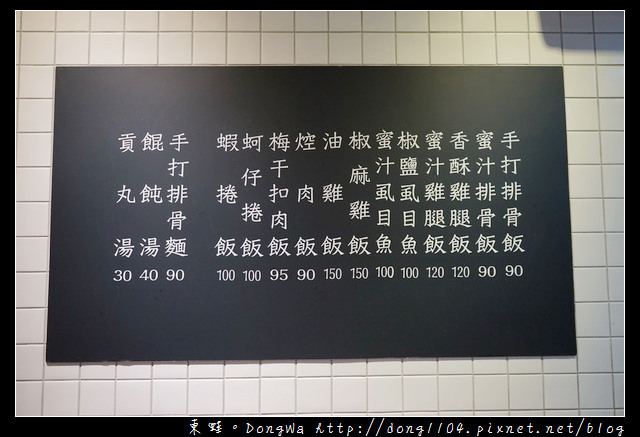 手打排骨飯 90
蜜汁排骨飯 90
香酥雞腿飯 120
蜜汁雞腿飯 120
椒鹽虱目魚 100
蜜汁虱目魚 100
椒麻雞飯 150
油雞飯 150
焢肉飯 90
梅干扣肉飯 95
蚵仔捲飯 100
蝦捲飯 100
手打排骨麵 90
餛飩湯 40
貢丸湯 30
東蛙。DongWa http://dong1104.pixnet.net/blog